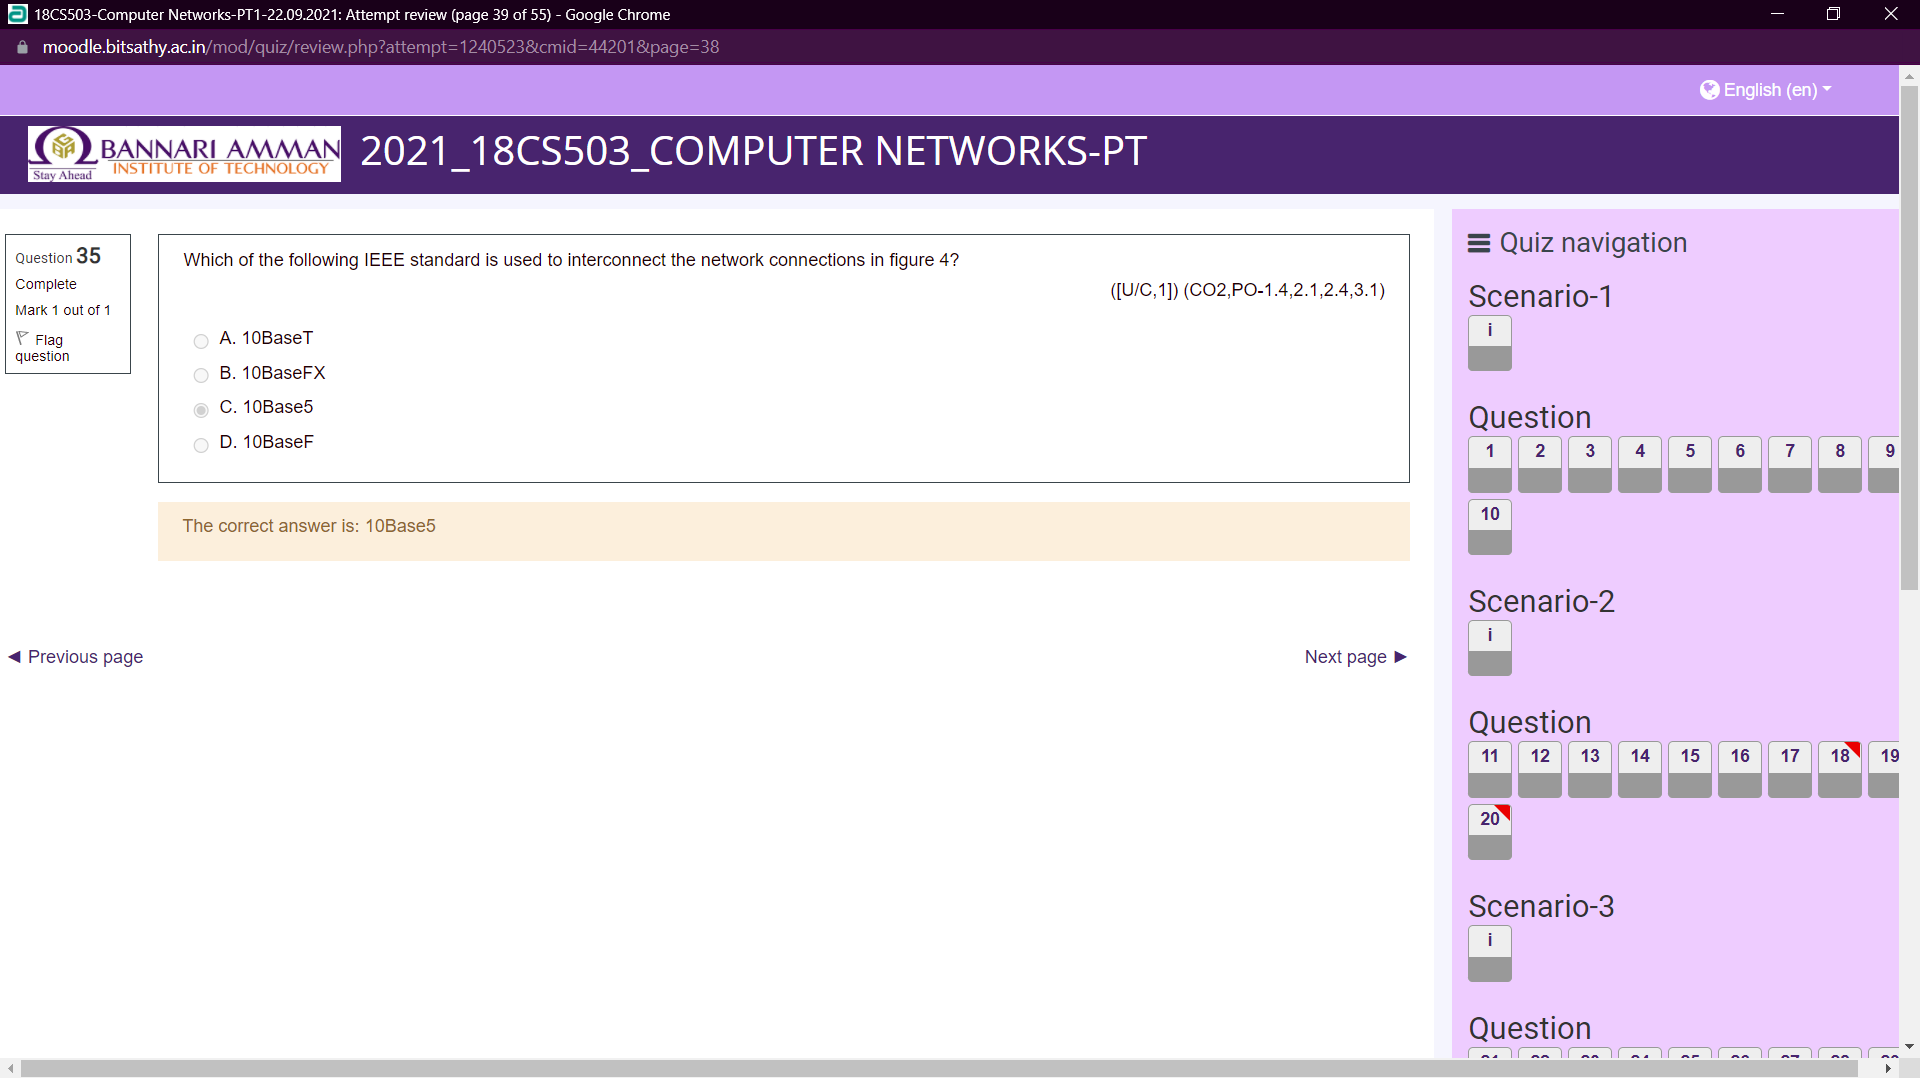 18CS503-Computer Networks-PT1-22.09.2021: Attempt review (page 39 of 55) - Google Chrome
moodle.bitsathy.ac.in/mod/quiz/review.php?attempt=1240523&cmid=44201&page=38
English (en)
BANNARI AMMAN
INSTITUTE OF TECHNOLOGY
Stay Ahead
2021_18CS503_COMPUTER NETWORKS-PT
Question 35
Complete
Mark 1 out of 1
Flag
question
Which of the following IEEE standard is used to interconnect the network connections in figure 4?
([U/C,1]) (CO2,PO-1.4,2.1,2.4,3.1)
A. 10BaseT
B. 10BaseFX
C. 10Base5
D. 10BaseF
The correct answer is: 10Base5
◄ Previous page
Next page ►
Quiz navigation
Scenario-1
i
Question
1 2 3 4 5 6 7 8 9
10
Scenario-2
i
Question
11 12 13 14 15 16 17 18 19
20
Scenario-3
i
Question